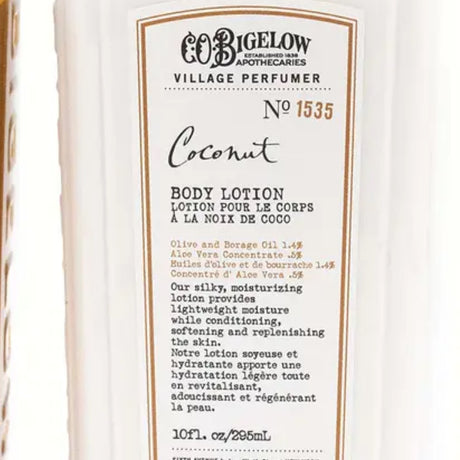 C.O. BIGELOW
ESTABLISHED 1838
APOTHECARIES
VILLAGE PERFUMER
Nº 1535
Coconut
BODY LOTION
LOTION POUR LE CORPS
À LA NOIX DE COCO
Olive and Borage Oil 1.4%
Aloe Vera Concentrate .5%
Huiles d'olive et de bourrache 1.4%
Concentré d' Aloe Vera .5%
Our silky, moisturizing
lotion provides
lightweight moisture
while conditioning,
softening and replenishing
the skin.
Notre lotion soyeuse et
hydratante apporte une
hydratation légère toute
en revitalisant,
adoucissant et régénérant
la peau.
10fl. oz/295mL